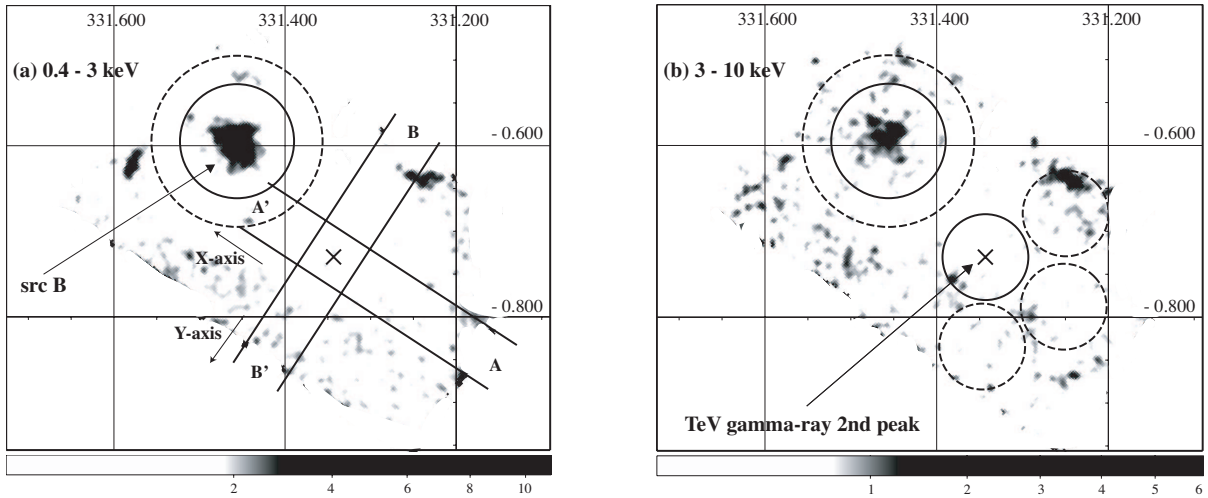 331.600 331.400 331.200
(a) 0.4 - 3 keV
B
- 0.600
A'
X-axis
src B
- 0.800
Y-axis
B'
A
2 4 6 8 10
331.600 331.400 331.200
(b) 3 - 10 keV
- 0.600
- 0.800
TeV gamma-ray 2nd peak
1 2 3 4 5 6